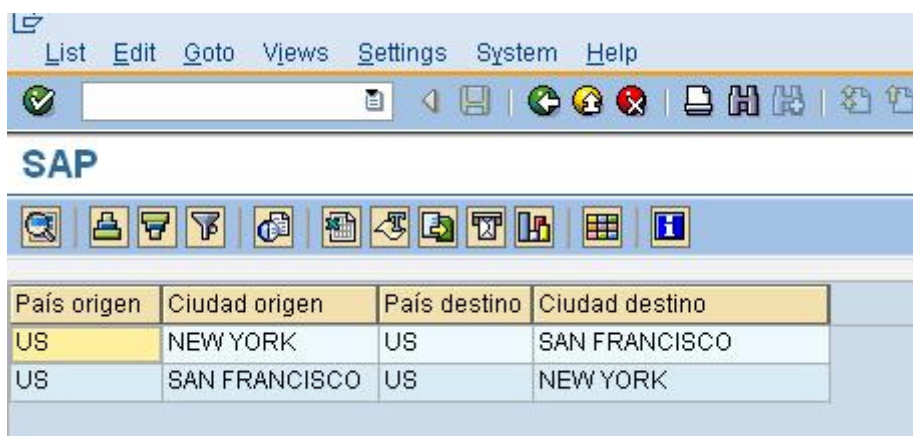 List Edit Goto Views Settings System Help
SAP
País origen Ciudad origen País destino Ciudad destino
US NEW YORK US SAN FRANCISCO
US SAN FRANCISCO US NEW YORK